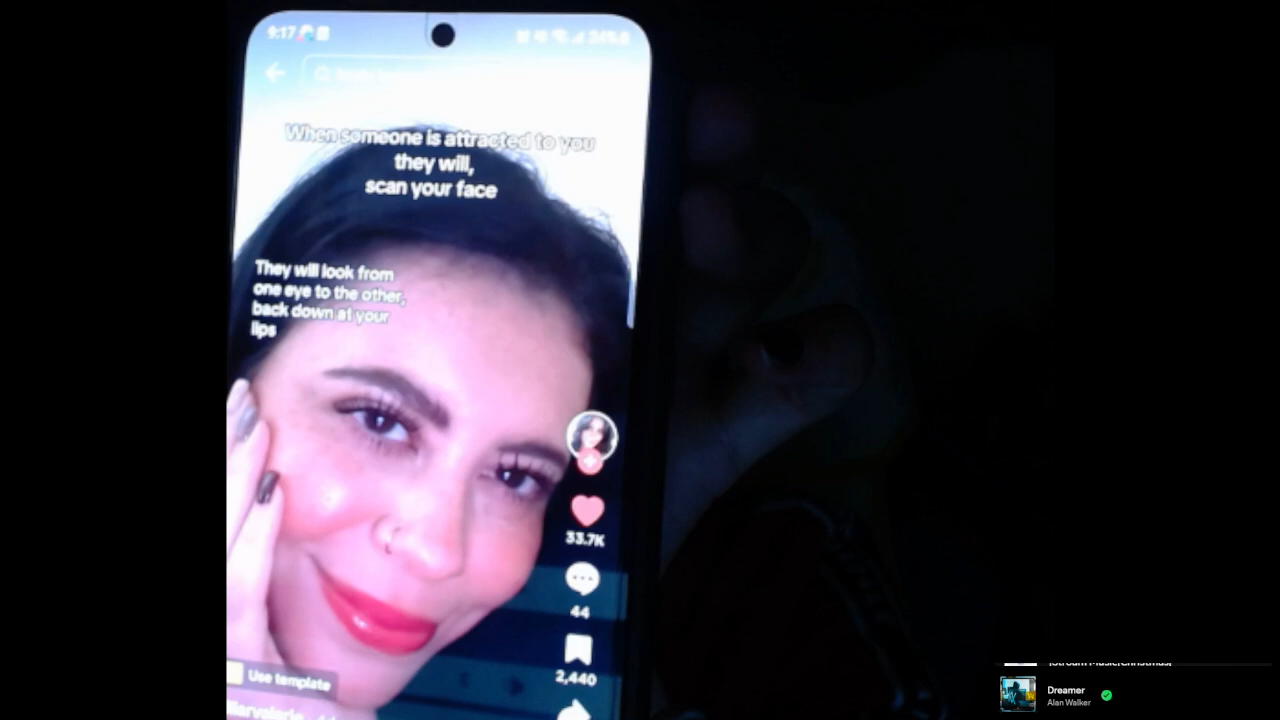 9:17
When someone is attracted to you
they will,
scan your face
They will look from
one eye to the other,
back down at your
lips
33.7K
44
2,440
Use template
Dreamer
Alan Walker